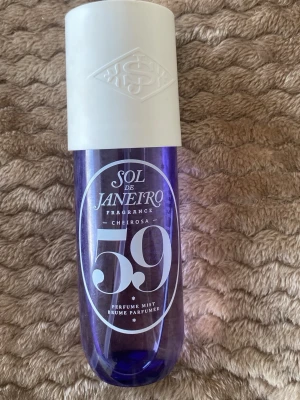 SOL
DE
JANEIRO
FRAGRANCE
— CHEIROSA —
59
PERFUME MIST
BRUME PARFUMÉE